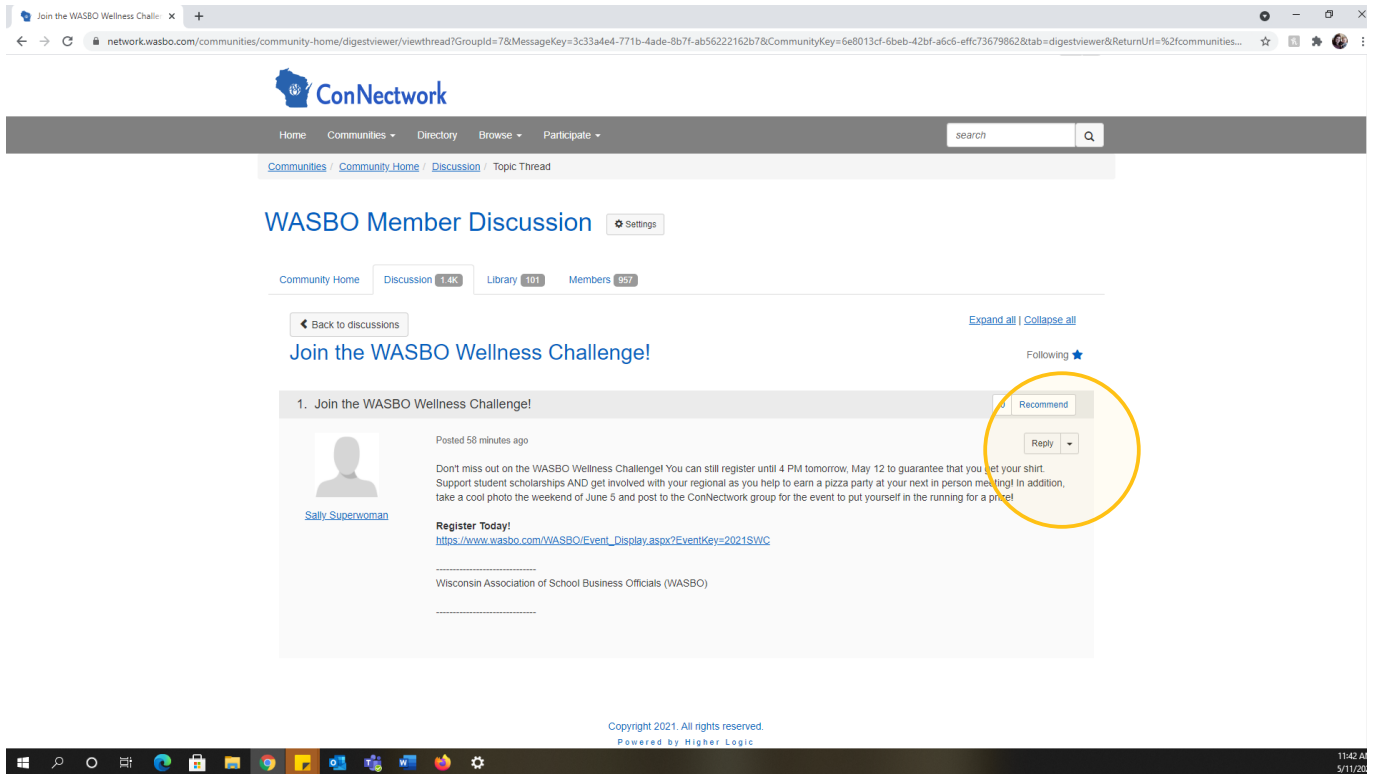 Join the WASBO Wellness Challe
network.wasbo.com/communities/community-home/digestviewer/viewthread?GroupId=7&MessageKey=3c33a4e4-771b-4ade-8b7f-ab56222162b7&CommunityKey=6e8013cf-6beb-42bf-a6c6-effc73679862&tab=digestviewer&ReturnUrl=%2fcommunities...
ConNectwork
Home Communities Directory Browse Participate search
Communities / Community Home / Discussion / Topic Thread
WASBO Member Discussion Settings
Community Home Discussion 1.4K Library 101 Members 957
Back to discussions Expand all | Collapse all
Join the WASBO Wellness Challenge! Following
1. Join the WASBO Wellness Challenge! 0 Recommend
Posted 58 minutes ago Reply
Don't miss out on the WASBO Wellness Challenge! You can still register until 4 PM tomorrow, May 12 to guarantee that you get your shirt.
Support student scholarships AND get involved with your regional as you help to earn a pizza party at your next in person meeting! In addition,
take a cool photo the weekend of June 5 and post to the ConNectwork group for the event to put yourself in the running for a prize!
Sally Superwoman
Register Today!
https://www.wasbo.com/WASBO/Event_Display.aspx?EventKey=2021SWC
------------------------------
Wisconsin Association of School Business Officials (WASBO)
------------------------------
Copyright 2021. All rights reserved.
Powered by Higher Logic
11:42 AM
5/11/20